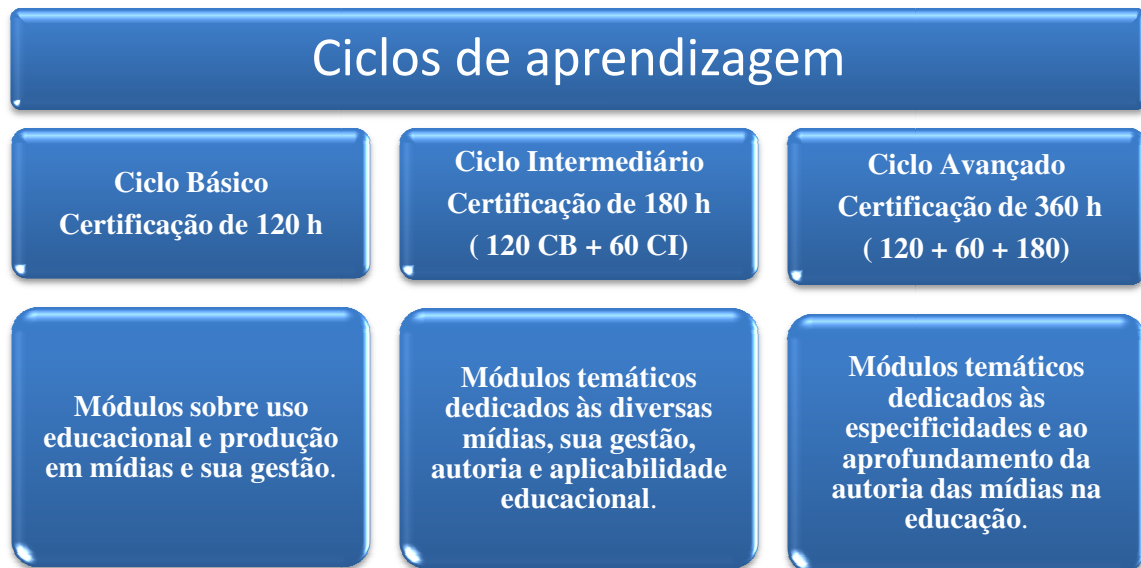 Ciclos de aprendizagem
Ciclo Básico
Certificação de 120 h
Ciclo Intermediário
Certificação de 180 h
( 120 CB + 60 CI)
Ciclo Avançado
Certificação de 360 h
( 120 + 60 + 180)
Módulos sobre uso
educacional e produção
em mídias e sua gestão.
Módulos temáticos
dedicados às diversas
mídias, sua gestão,
autoria e aplicabilidade
educacional.
Módulos temáticos
dedicados às
especificidades e ao
aprofundamento da
autoria das mídias na
educação.